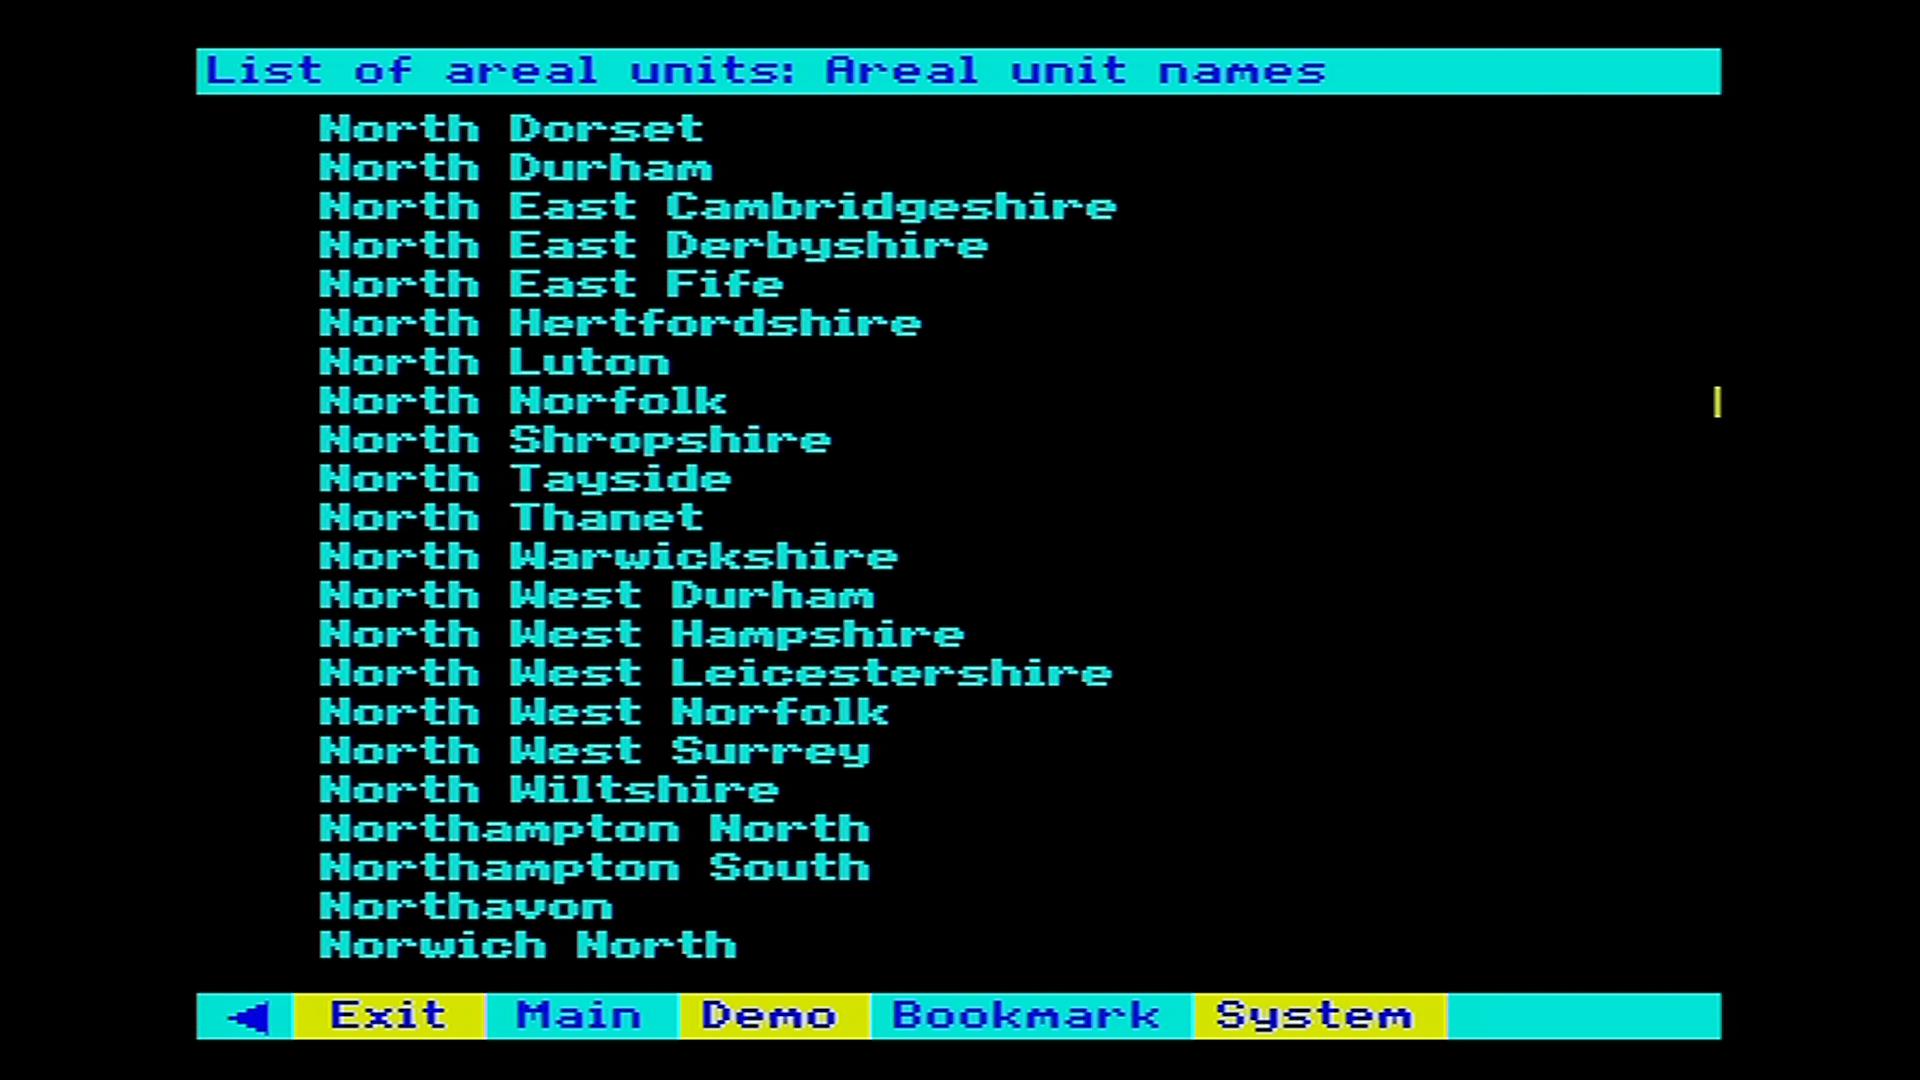 List of areal units: Areal unit names
North Dorset
North Durham
North East Cambridgeshire
North East Derbyshire
North East Fife
North Hertfordshire
North Luton
North Norfolk
North Shropshire
North Tayside
North Thanet
North Warwickshire
North West Durham
North West Hampshire
North West Leicestershire
North West Norfolk
North West Surrey
North Wiltshire
Northampton North
Northampton South
Northavon
Norwich North
Exit Main Demo Bookmark System